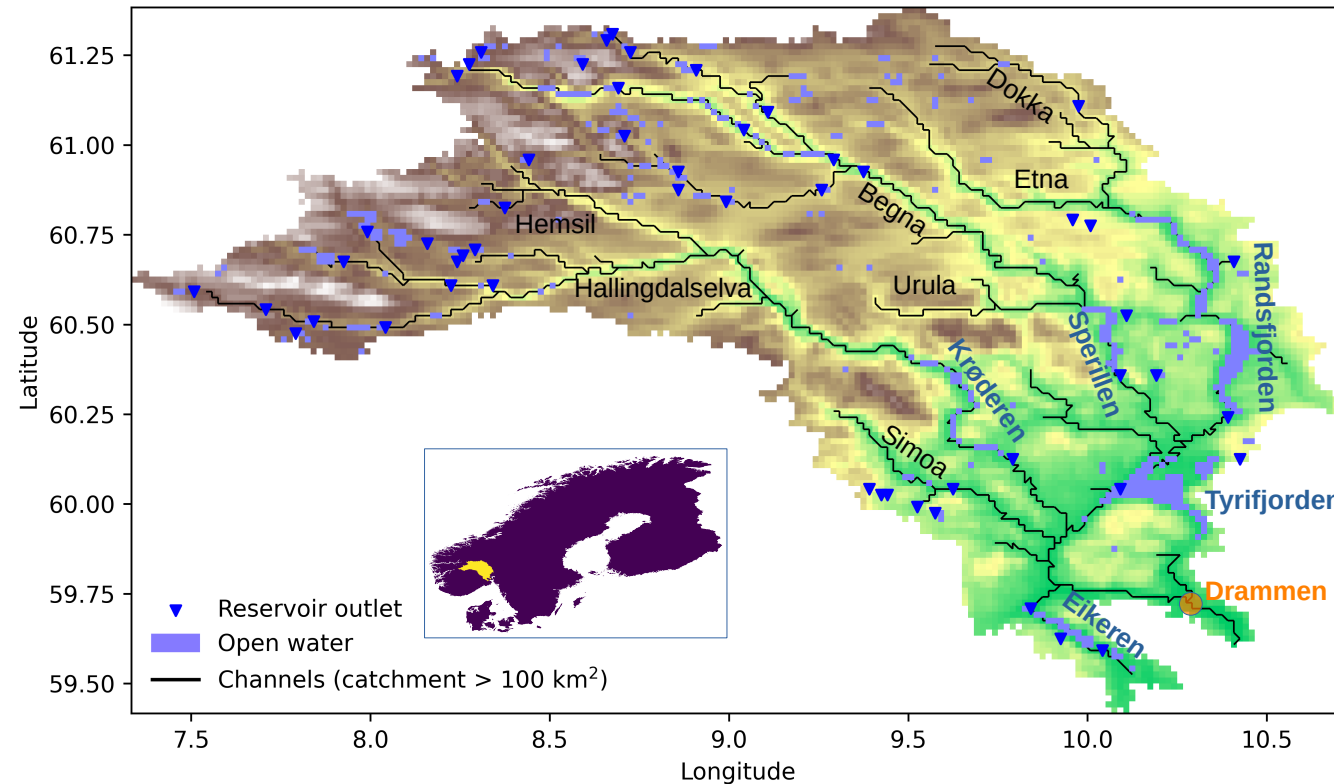 61.25
61.00
60.75
60.50
60.25
60.00
59.75
59.50
Latitude
Dokka
Etna
Begna
Hemsil
Hallingdalselva
Urula
Randsfjorden
Sperillen
Krøderen
Simoa
Tyrifjorden
Drammen
Eikeren
Reservoir outlet
Open water
Channels (catchment > 100 km²)
7.5
8.0
8.5
9.0
9.5
10.0
10.5
Longitude